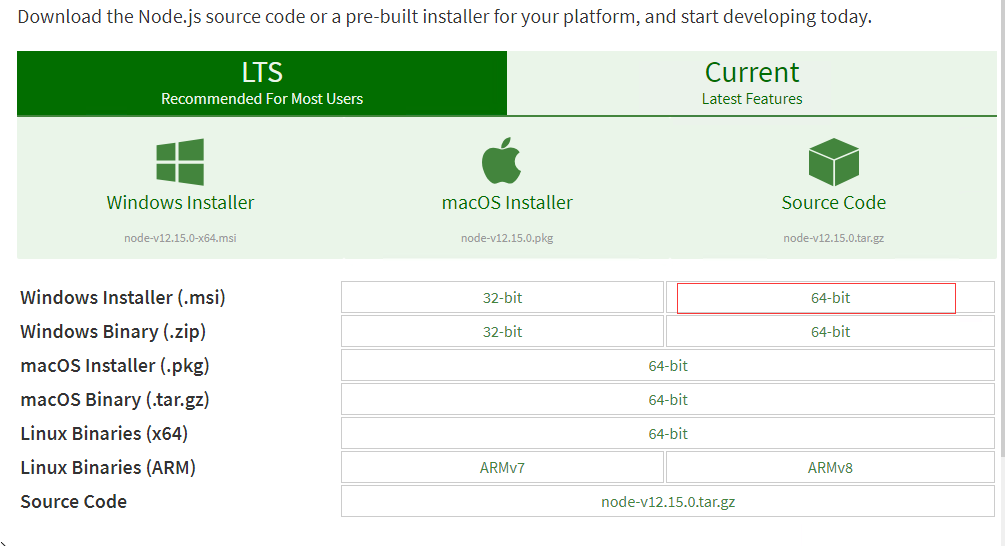 Download the Node.js source code or a pre-built installer for your platform, and start developing today.
LTS
Recommended For Most Users
Current
Latest Features
Windows Installer
node-v12.15.0-x64.msi
macOS Installer
node-v12.15.0.pkg
Source Code
node-v12.15.0.tar.gz
Windows Installer (.msi) 32-bit 64-bit
Windows Binary (.zip) 32-bit 64-bit
macOS Installer (.pkg) 64-bit
macOS Binary (.tar.gz) 64-bit
Linux Binaries (x64) 64-bit
Linux Binaries (ARM) ARMv7 ARMv8
Source Code node-v12.15.0.tar.gz